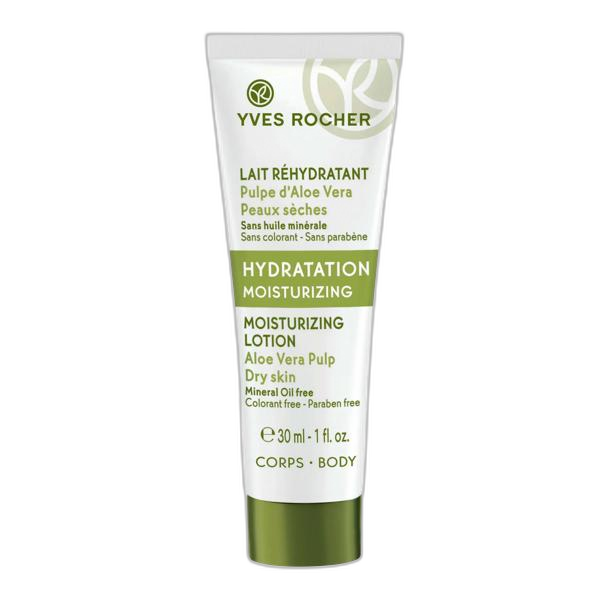 YVES ROCHER
LAIT RÉHYDRATANT
Pulpe d'Aloe Vera
Peaux sèches
Sans huile minérale
Sans colorant - Sans parabène
HYDRATATION
MOISTURIZING
MOISTURIZING
LOTION
Aloe Vera Pulp
Dry skin
Mineral Oil free
Colorant free - Paraben free
℮ 30 ml - 1 fl. oz.
CORPS · BODY